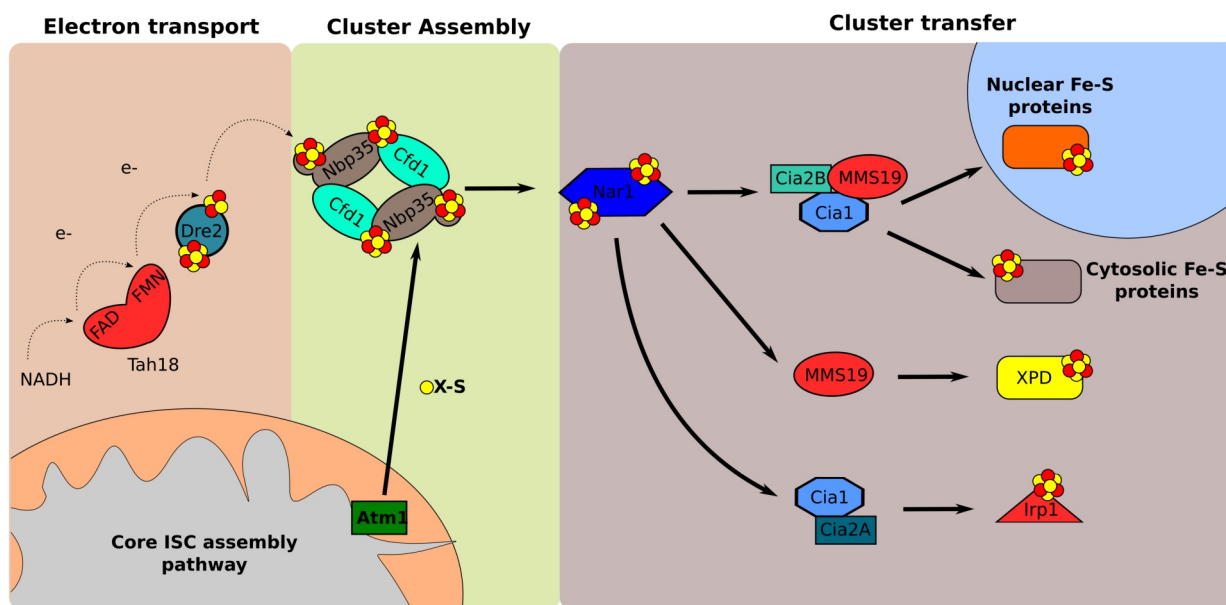 Electron transport
Cluster Assembly
Cluster transfer
e-
e-
NADH
FAD
FMN
Tah18
Dre2
Nbp35
Cfd1
Cfd1
Nbp35
X-S
Atm1
Core ISC assembly
pathway
Nar1
Cia2B
MMS19
Cia1
Nuclear Fe-S
proteins
Cytosolic Fe-S
proteins
MMS19
XPD
Cia1
Cia2A
Irp1